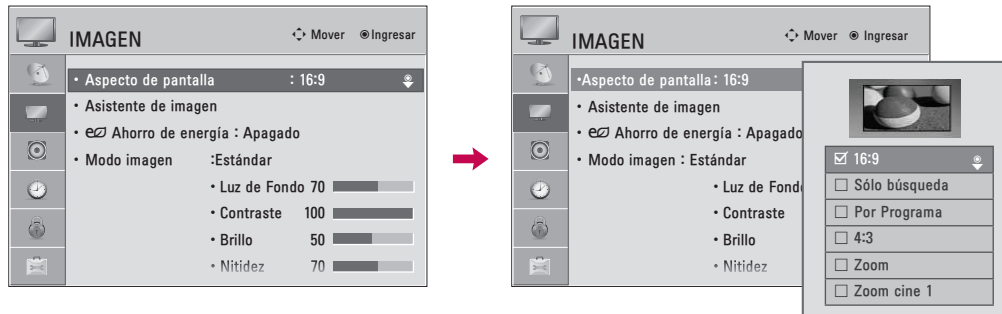 IMAGEN
Mover
Ingresar
• Aspecto de pantalla : 16:9
• Asistente de imagen
• Ahorro de energía : Apagado
• Modo imagen :Estándar
• Luz de Fondo 70
• Contraste 100
• Brillo 50
• Nitidez 70
IMAGEN
Mover
Ingresar
•Aspecto de pantalla : 16:9
• Asistente de imagen
• Ahorro de energía : Apagado
• Modo imagen : Estándar
• Luz de Fond
• Contraste
• Brillo
• Nitidez
16:9
Sólo búsqueda
Por Programa
4:3
Zoom
Zoom cine 1